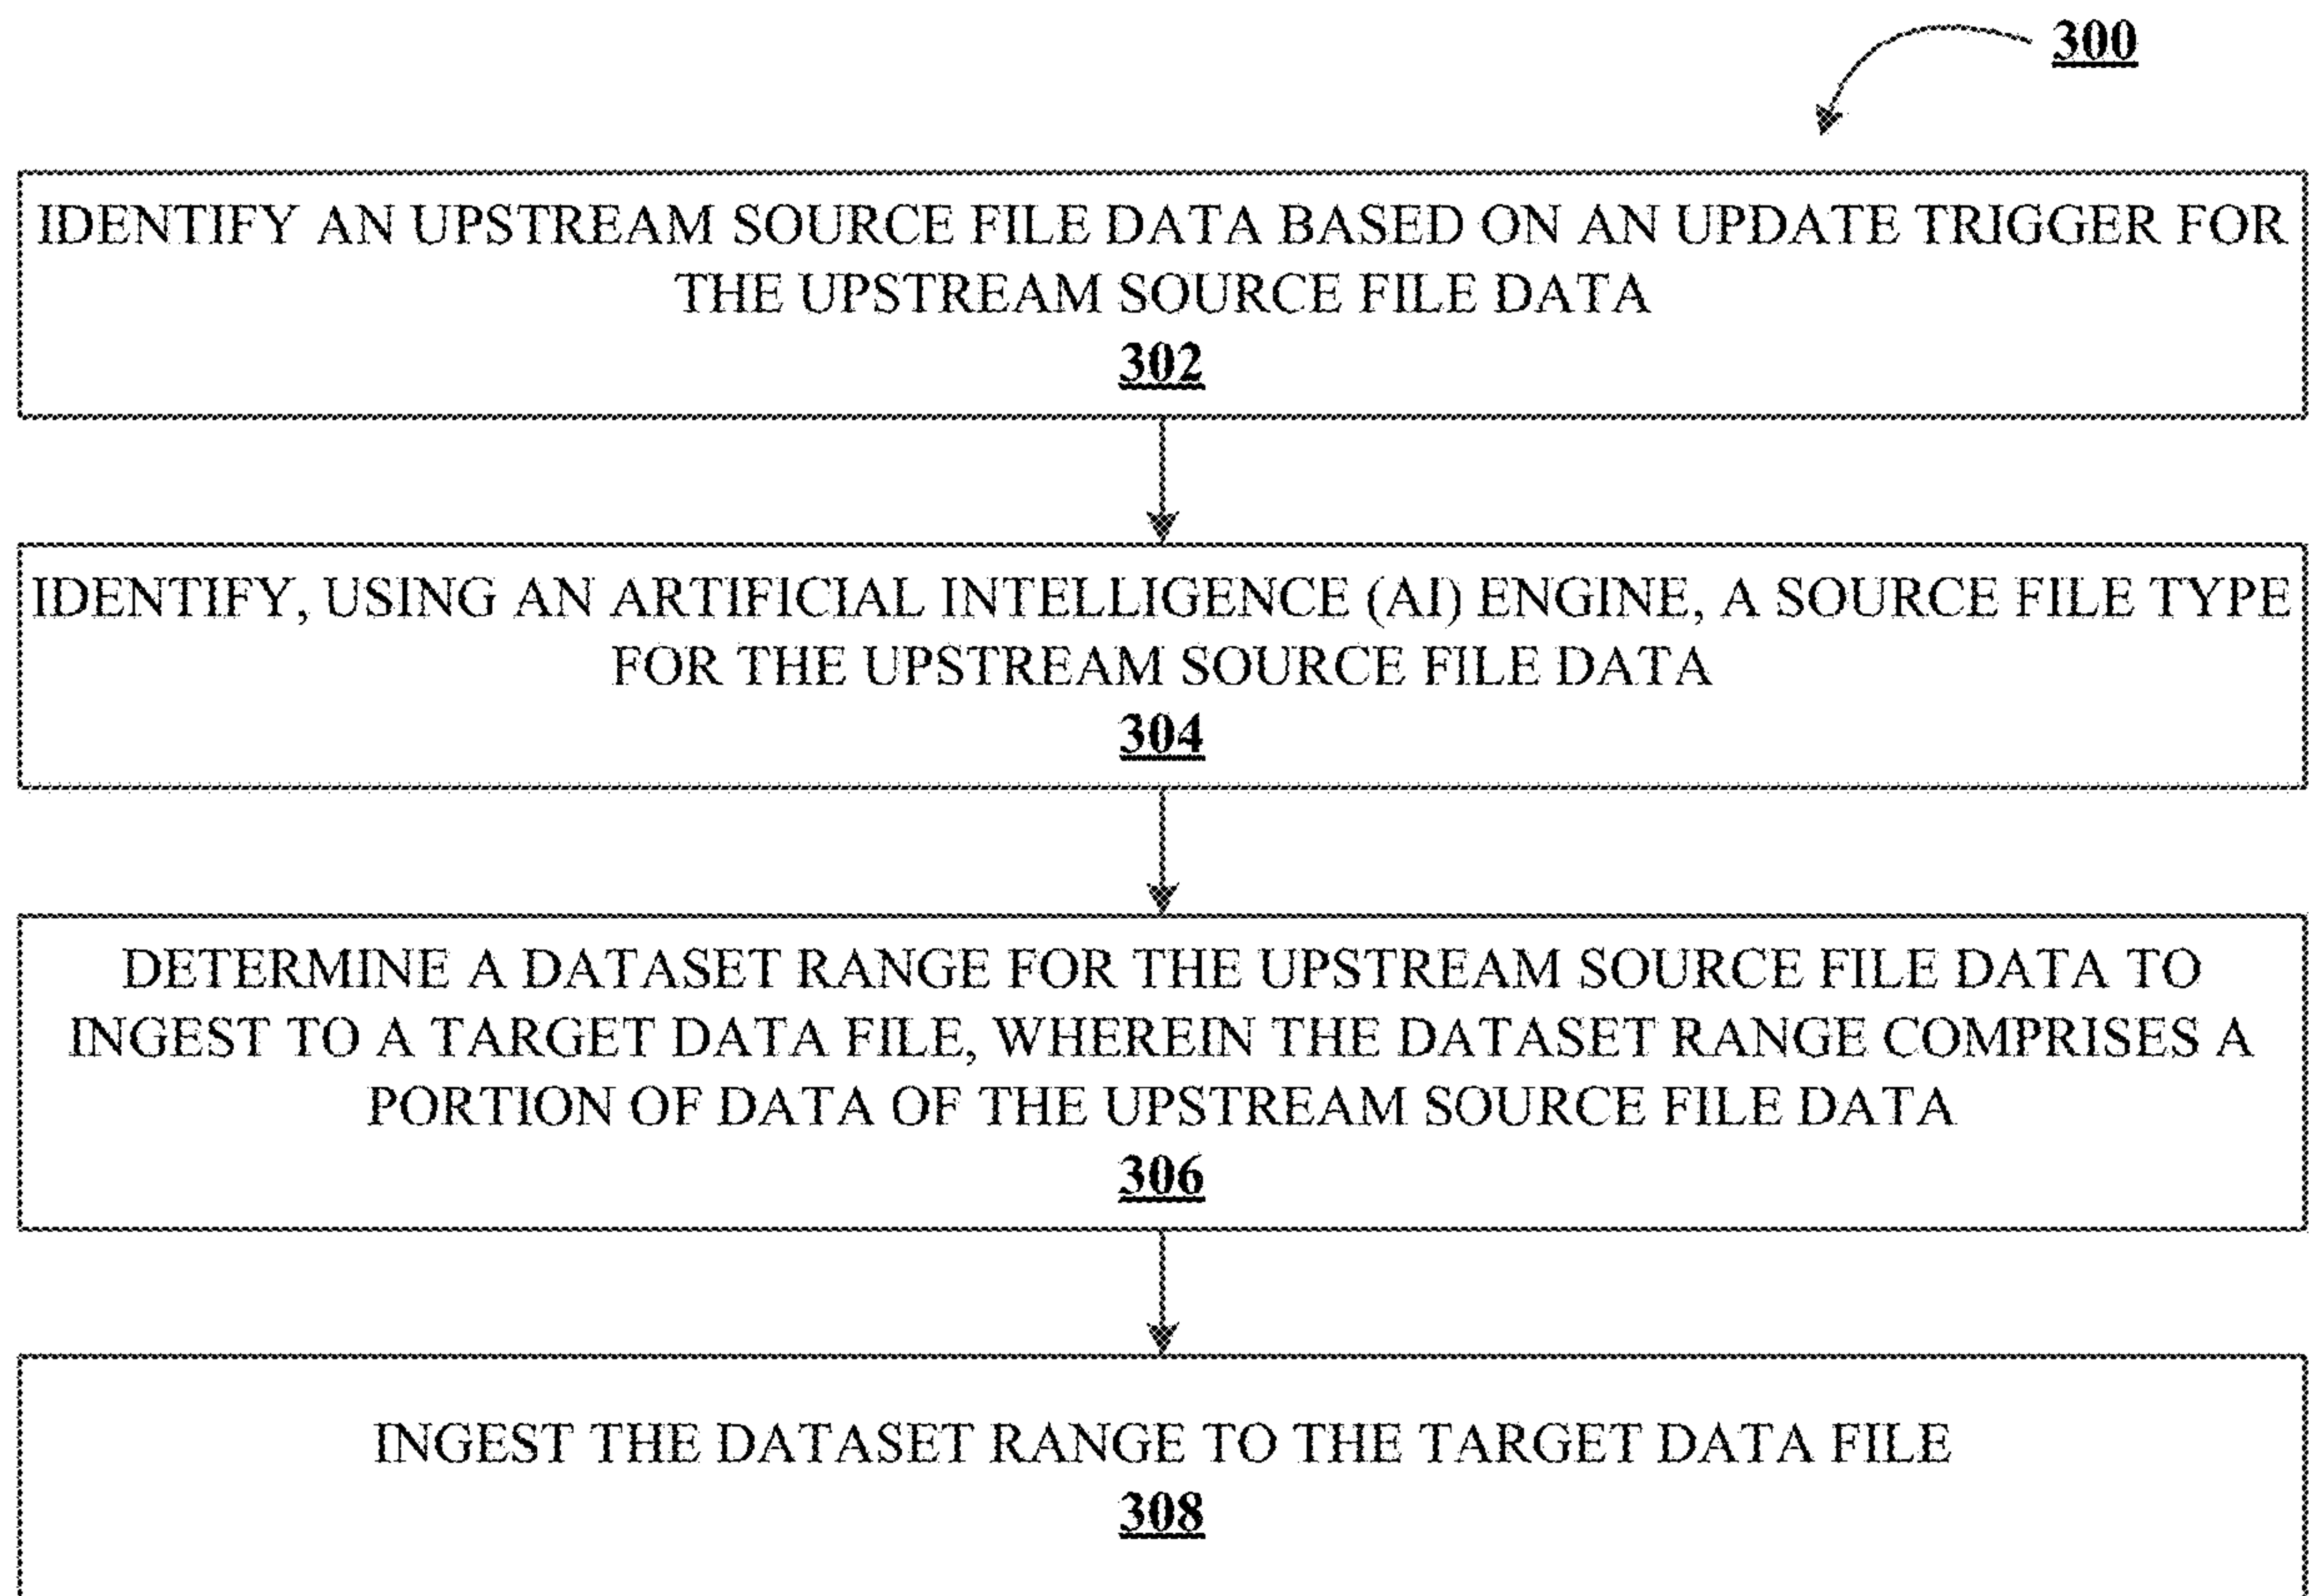 300
IDENTIFY AN UPSTREAM SOURCE FILE DATA BASED ON AN UPDATE TRIGGER FOR
THE UPSTREAM SOURCE FILE DATA
302
IDENTIFY, USING AN ARTIFICIAL INTELLIGENCE (AI) ENGINE, A SOURCE FILE TYPE
FOR THE UPSTREAM SOURCE FILE DATA
304
DETERMINE A DATASET RANGE FOR THE UPSTREAM SOURCE FILE DATA TO
INGEST TO A TARGET DATA FILE, WHEREIN THE DATASET RANGE COMPRISES A
PORTION OF DATA OF THE UPSTREAM SOURCE FILE DATA
306
INGEST THE DATASET RANGE TO THE TARGET DATA FILE
308